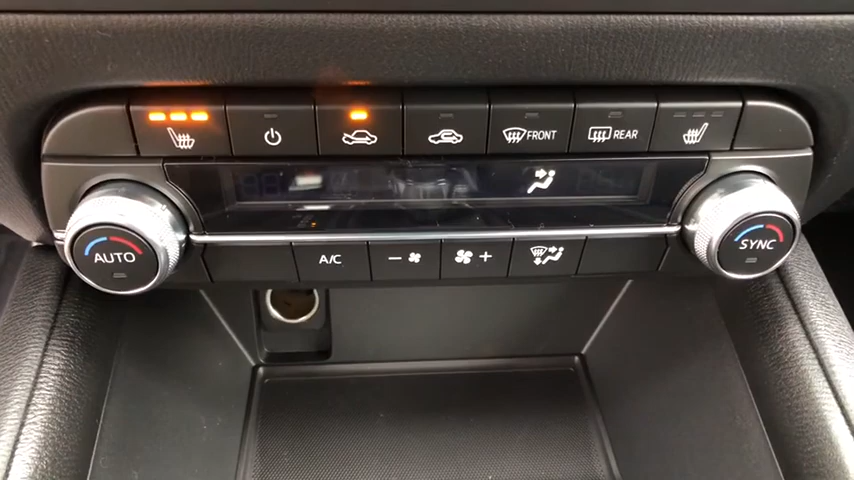 FRONT
REAR
AUTO
SYNC
A/C
− +